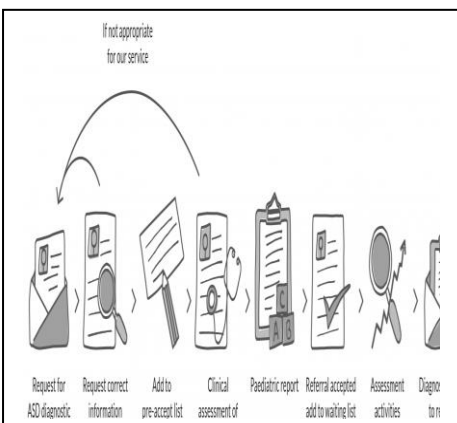 If not appropriate
for our service
A
C
B
Request for
ASD diagnostic
Request correct
information
Add to
pre-accept list
Clinical
assessment of
Paediatric report
Referral accepted
add to waiting list
Assessment
activities
to